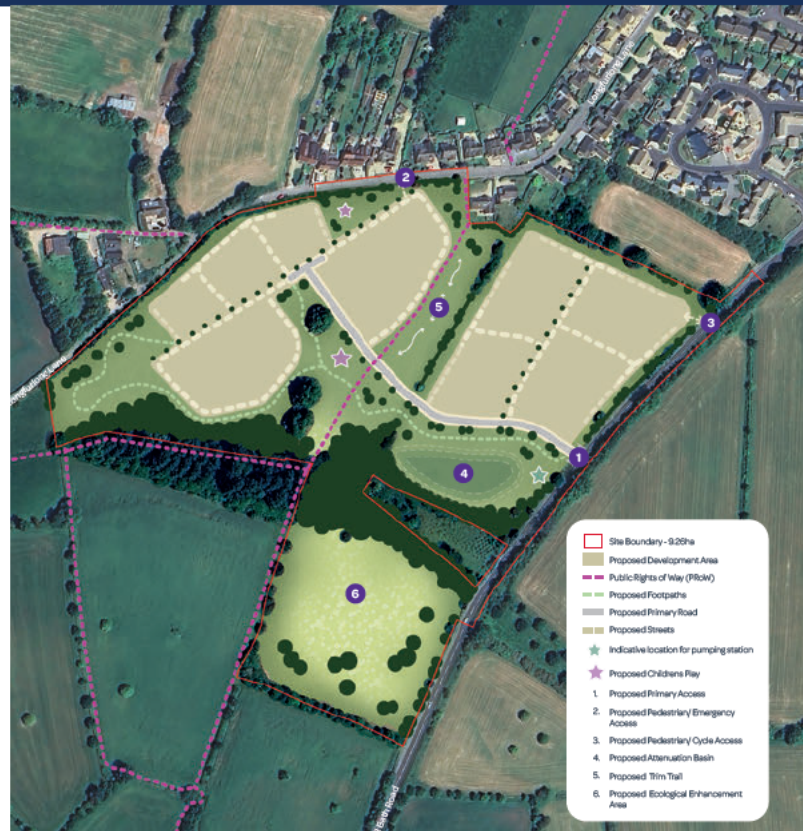 2
5
3
1
4
6
Bath Road
Site Boundary - 9.26ha
Proposed Development Area
Public Rights of Way (PRoW)
Proposed Footpaths
Proposed Primary Road
Proposed Streets
Indicative location for pumping station
Proposed Childrens Play
1. Proposed Primary Access
2. Proposed Pedestrian/ Emergency
Access
3. Proposed Pedestrian/ Cycle Access
4. Proposed Attenuation Basin
5. Proposed Trim Trail
6. Proposed Ecological Enhancement
Area